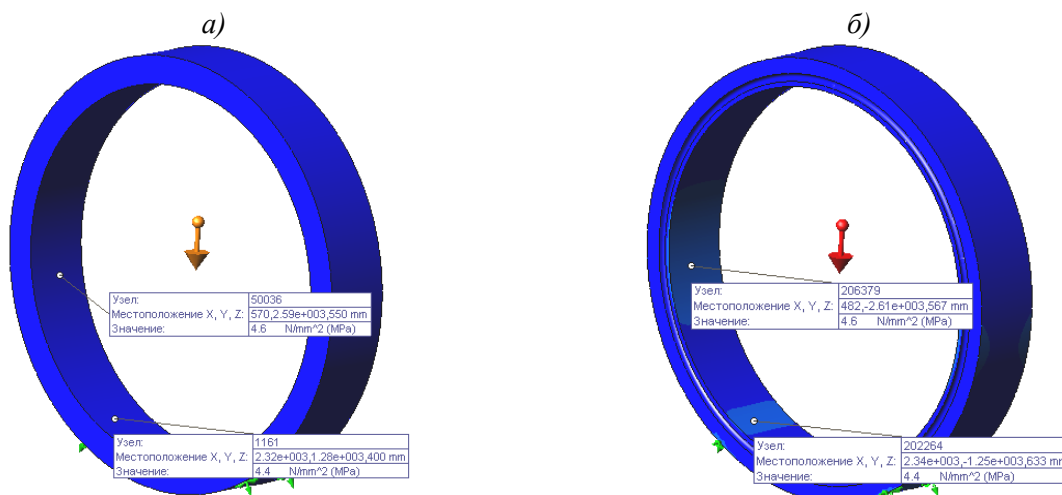 а)
б)
Узел: 50036
Местоположение X, Y, Z: 570,2.59e+003,550 mm
Значение: 4.6 N/mm^2 (MPa)
Узел: 1161
Местоположение X, Y, Z: 2.32e+003,1.28e+003,400 mm
Значение: 4.4 N/mm^2 (MPa)
Узел: 206379
Местоположение X, Y, Z: 482,-2.61e+003,567 mm
Значение: 4.6 N/mm^2 (MPa)
Узел: 202264
Местоположение X, Y, Z: 2.34e+003,-1.25e+003,633 mm
Значение: 4.4 N/mm^2 (MPa)